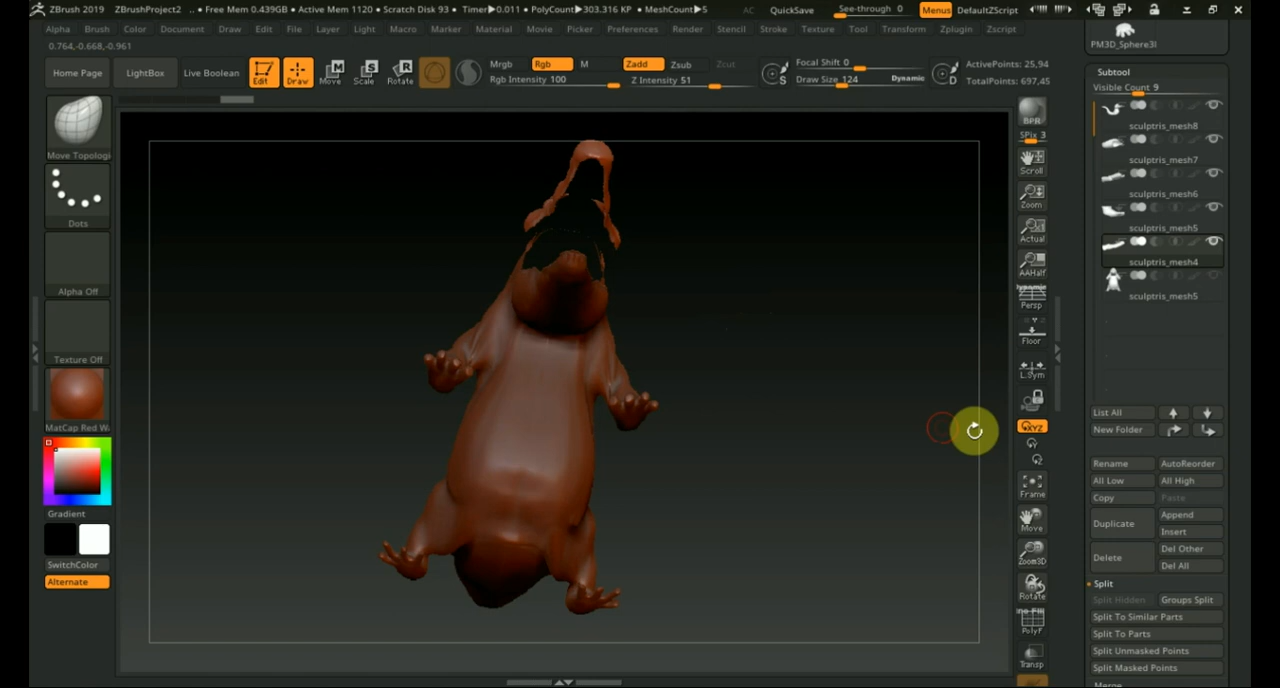 ZBrush 2019 ZBrushProject2 .. • Free Mem 0.439GB • Active Mem 1120 • Scratch Disk 93 • Timer▶0.011 • PolyCount▶303.316 KP • MeshCount▶5 AC QuickSave See-through 0 Menus DefaultZScript
Alpha Brush Color Document Draw Edit File Layer Light Macro Marker Material Movie Picker Preferences Render Stencil Stroke Texture Tool Transform Zplugin Zscript
PM3D_Sphere3I
0.764,-0.668,-0.961
Home Page LightBox Live Boolean Edit Draw Move Scale Rotate
Mrgb Rgb M Zadd Zsub Zcut
Rgb Intensity 100 Z Intensity 51
Focal Shift 0
Draw Size 124 Dynamic
ActivePoints: 25,94
TotalPoints: 697,45
S
D
Move Topologi
Dots
Alpha Off
Texture Off
MatCap Red Wa
Gradient
SwitchColor
Alternate
BPR
SPix 3
Scroll
Zoom
Actual
AAHalf
Dynamic
Persp
Floor
L.Sym
XYZ
Frame
Move
Zoom3D
Rotate
Line Fill
PolyF
Transp
Subtool
Visible Count 9
sculptris_mesh8
sculptris_mesh7
sculptris_mesh6
sculptris_mesh5
sculptris_mesh4
sculptris_mesh5
List All
New Folder
Rename AutoReorder
All Low All High
Copy Paste
Duplicate Append
Insert
Delete Del Other
Del All
Split
Split Hidden Groups Split
Split To Similar Parts
Split To Parts
Split Unmasked Points
Split Masked Points
Merge